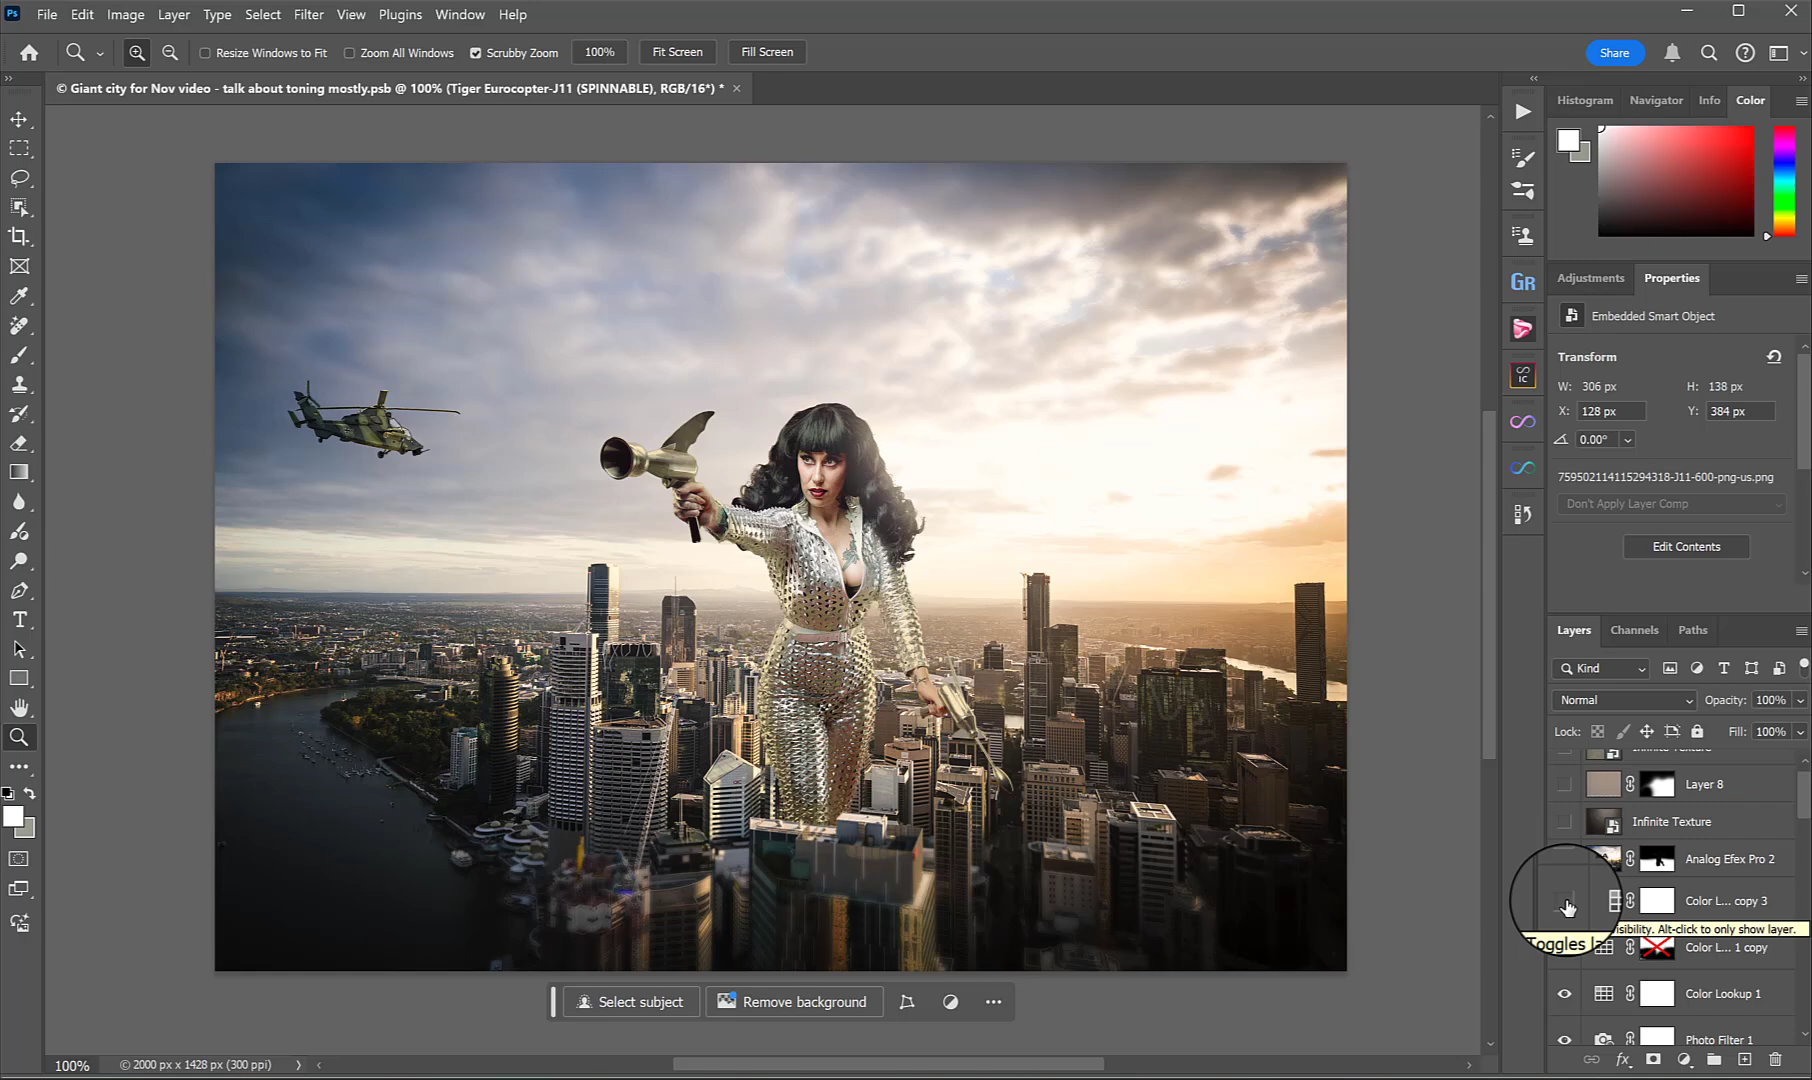 Ps File Edit Image Layer Type Select Filter View Plugins Window Help
Resize Windows to Fit Zoom All Windows Scrubby Zoom 100% Fit Screen Fill Screen Share
© Giant city for Nov video - talk about toning mostly.psb @ 100% (Tiger Eurocopter-J11 (SPINNABLE), RGB/16*) *
Histogram Navigator Info Color
GR
Adjustments Properties
Embedded Smart Object
Transform
W: 306 px H: 138 px
X: 128 px Y: 384 px
IC
0.00°
759502114115294318-J11-600-png-us.png
Don't Apply Layer Comp
Edit Contents
Layers Channels Paths
Kind
Normal Opacity: 100%
Lock: Fill: 100%
Infinite Texture
Layer 8
Infinite Texture
Analog Efex Pro 2
Color L... copy 3
isibility. Alt-click to only show layer.
Toggles la
Color L... 1 copy
Color Lookup 1
Photo Filter 1
Select subject Remove background
100% © 2000 px x 1428 px (300 ppi)
fx